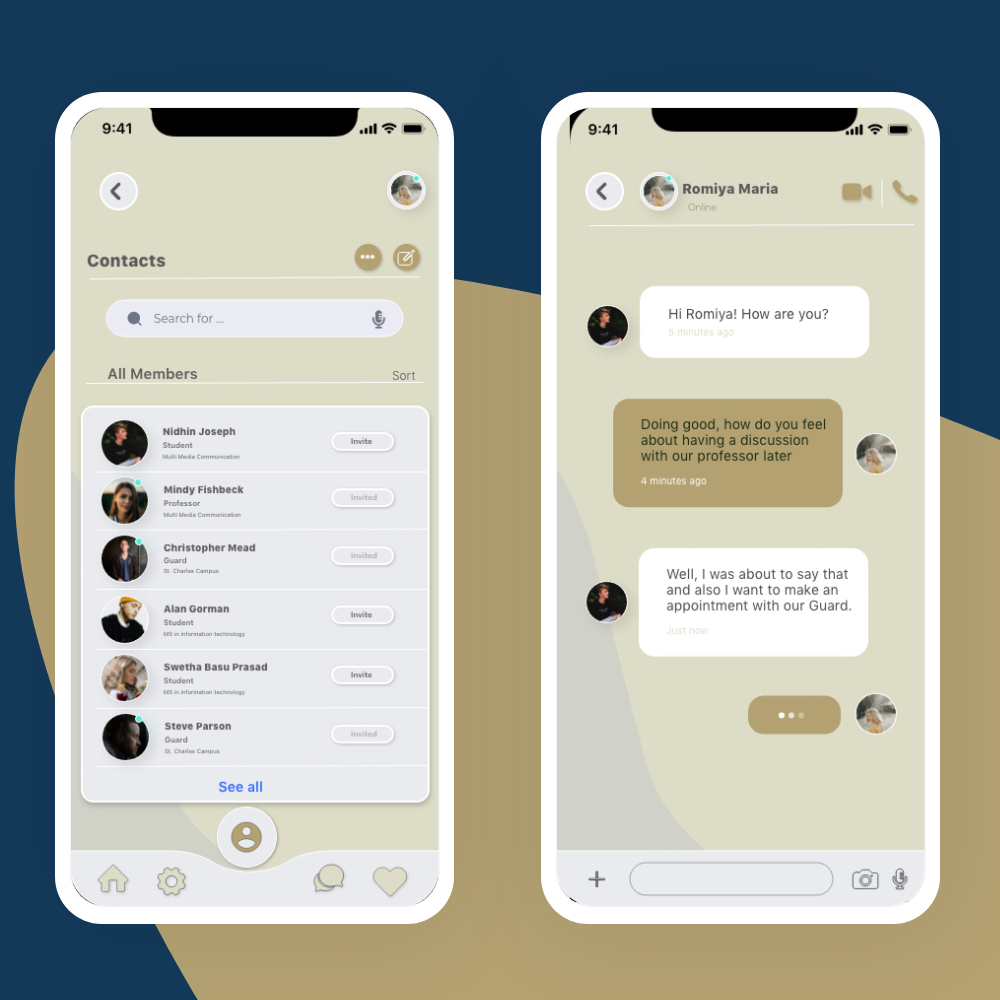 9:41
Contacts
Search for ...
All Members
Sort
Nidhin Joseph
Student
Multi Media Communication
Invite
Mindy Fishbeck
Professor
Multi Media Communication
Invited
Christopher Mead
Guard
St. Charles Campus
Invited
Alan Gorman
Student
MS in information technology
Invite
Swetha Basu Prasad
Student
MS in information technology
Invite
Steve Parson
Guard
St. Charles Campus
Invited
See all
9:41
Romiya Maria
Online
Hi Romiya! How are you?
5 minutes ago
Doing good, how do you feel
about having a discussion
with our professor later
4 minutes ago
Well, I was about to say that
and also I want to make an
appointment with our Guard.
Just now